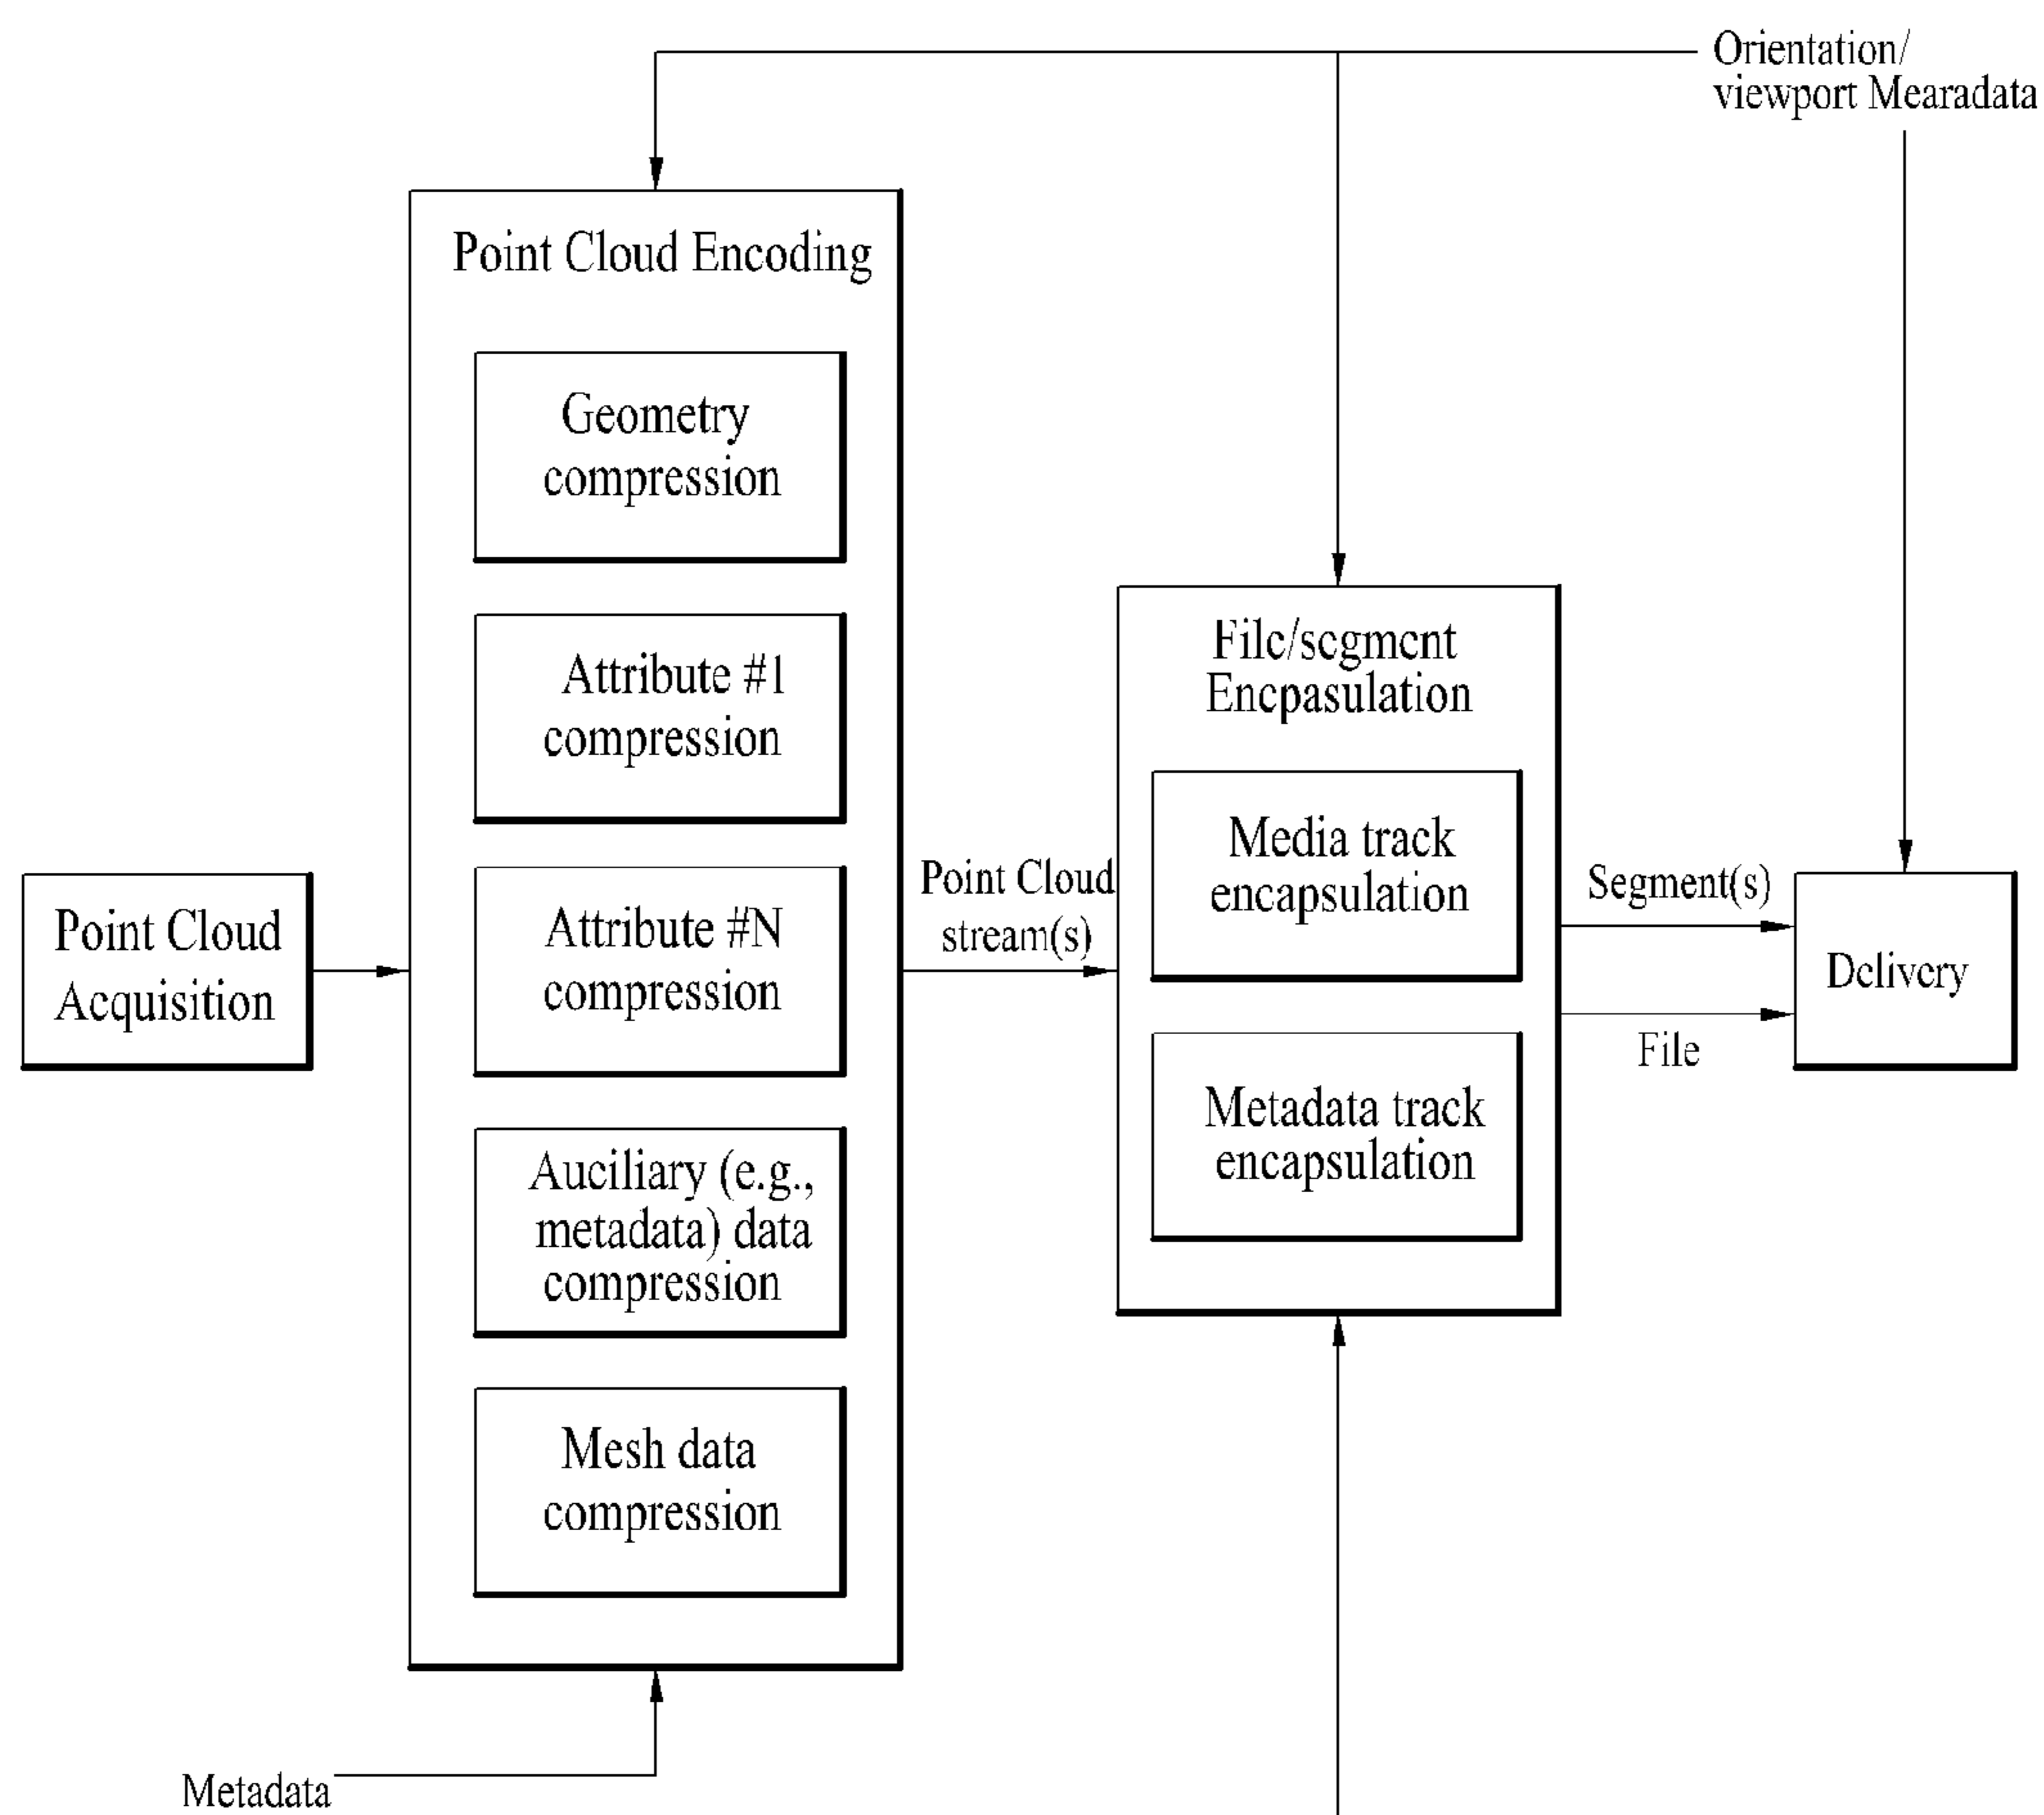 Orientation/
viewport Mearadata
Point Cloud Encoding
Geometry
compression
Attribute #1
compression
Attribute #N
compression
Auciliary (e.g.,
metadata) data
compression
Mesh data
compression
Point Cloud
Acquisition
Point Cloud
stream(s)
File/segment
Encpasulation
Media track
encapsulation
Metadata track
encapsulation
Segment(s)
File
Delivery
Metadata